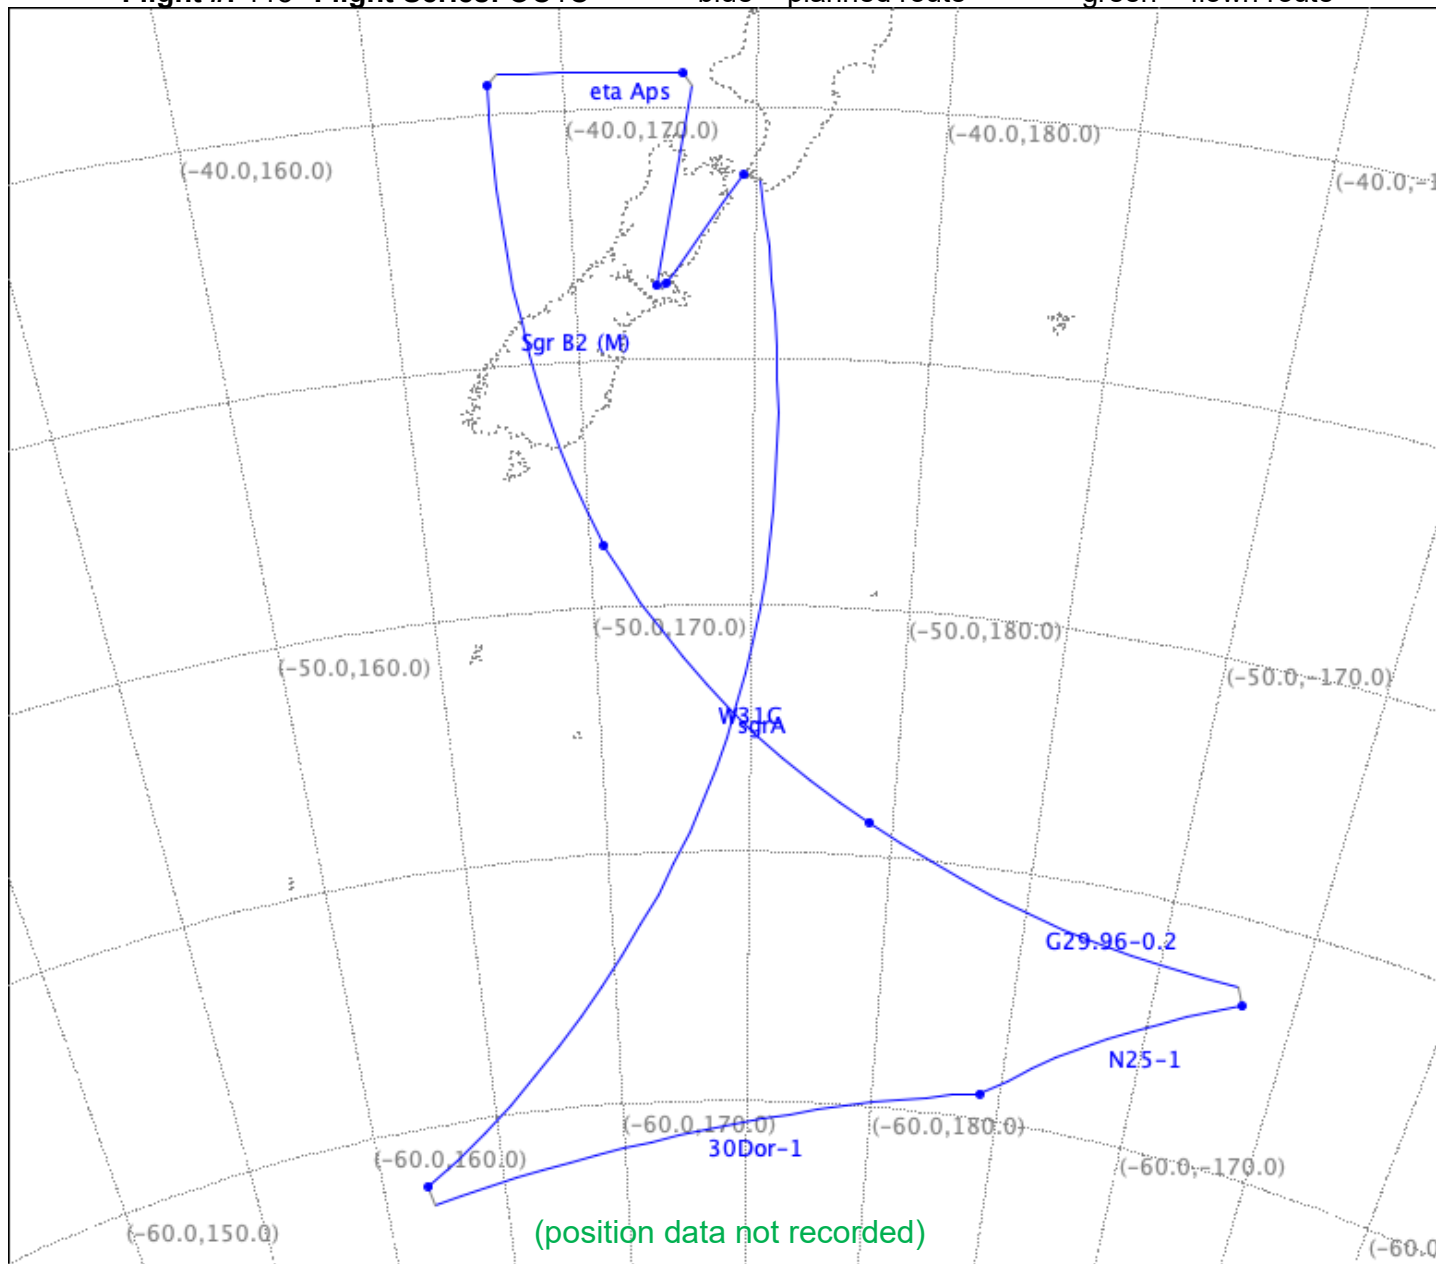 eta Aps
(-40.0,170.0)
(-40.0,180.0)
(-40.0,160.0)
Sgr B2 (M)
(-50.0,170.0)
(-50.0,180.0)
(-50.0,160.0)
(-50.0,-170.0)
W31C
sgrA
G29.96-0.2
N25-1
(-60.0,170.0)
(-60.0,180.0)
30Dor-1
(-60.0,160.0)
(-60.0,-170.0)
(-60.0,150.0)
(position data not recorded)